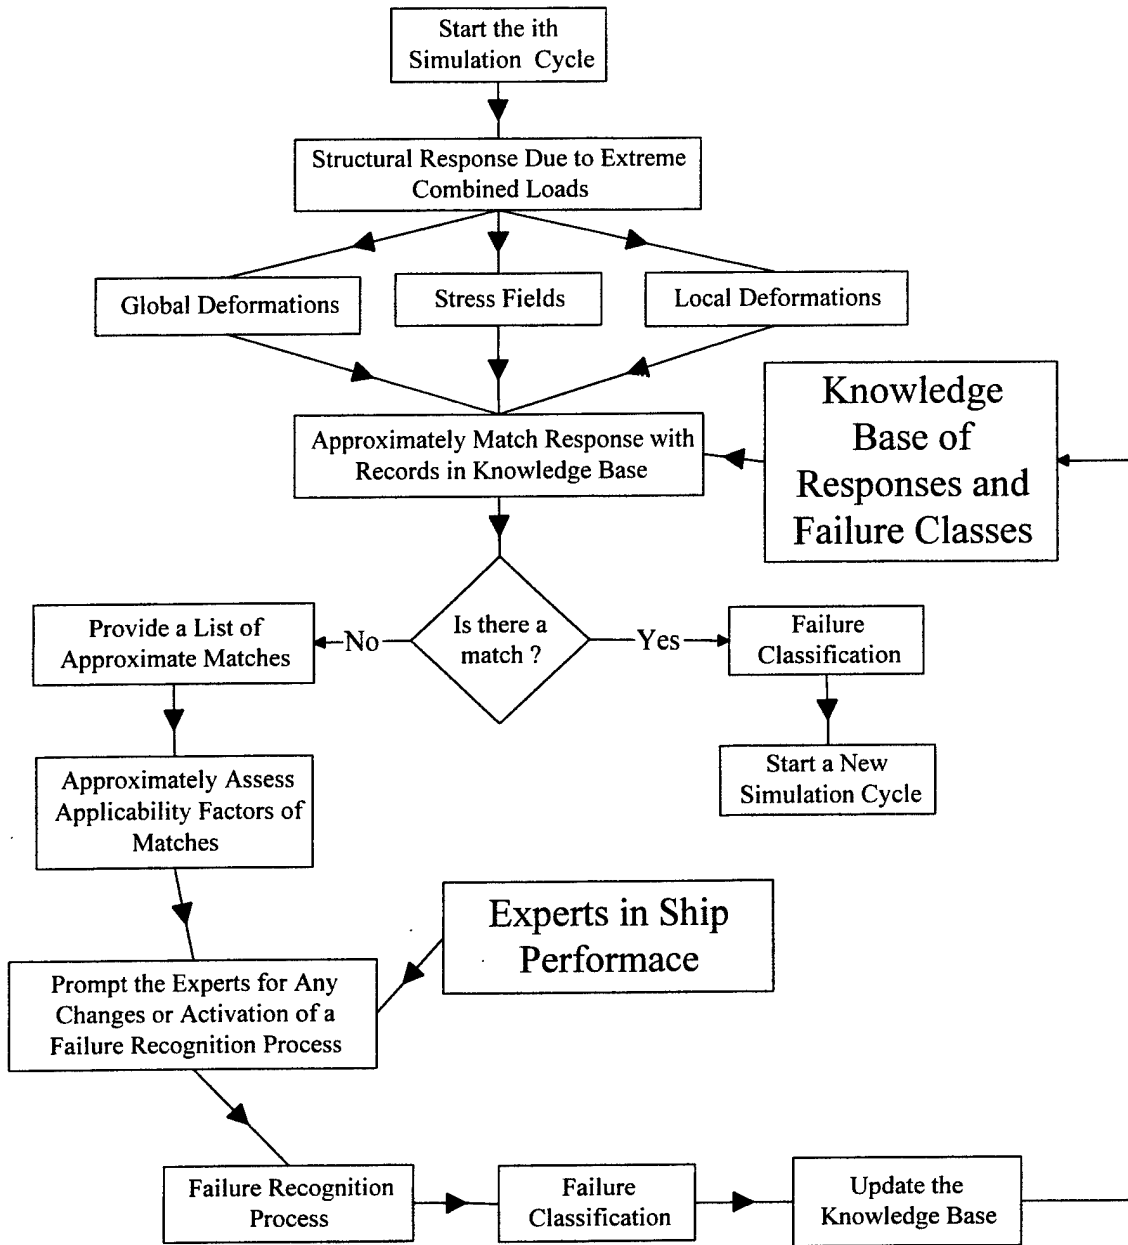 Start the ith
Simulation Cycle
Structural Response Due to Extreme
Combined Loads
Global Deformations
Stress Fields
Local Deformations
Knowledge
Base of
Responses and
Failure Classes
Approximately Match Response with
Records in Knowledge Base
Is there a
match ?
No
Yes
Provide a List of
Approximate Matches
Failure
Classification
Start a New
Simulation Cycle
Approximately Assess
Applicability Factors of
Matches
Experts in Ship
Performace
Prompt the Experts for Any
Changes or Activation of a
Failure Recognition Process
Failure Recognition
Process
Failure
Classification
Update the
Knowledge Base